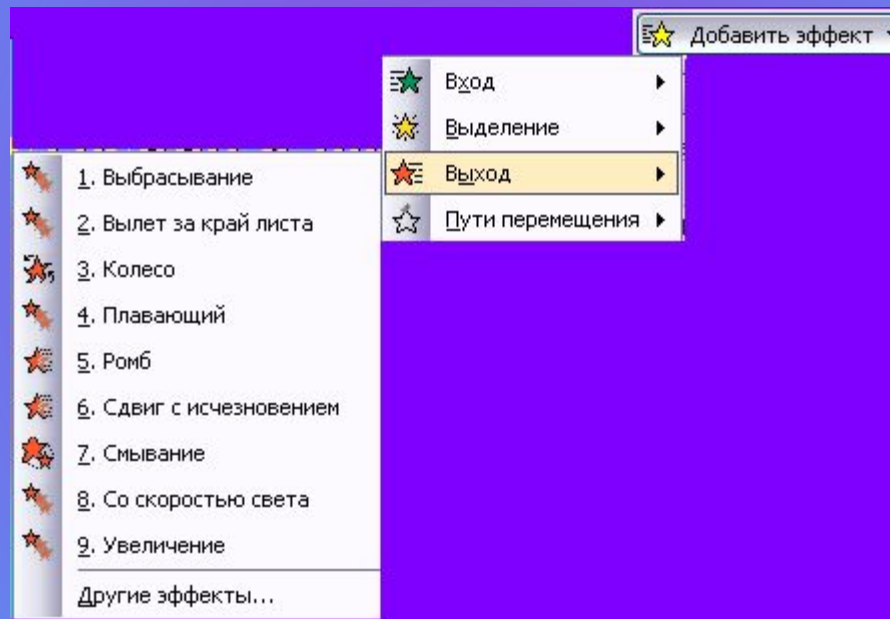 Добавить эффект
Вход
Выделение
Выход
Пути перемещения
1. Выбрасывание
2. Вылет за край листа
3. Колесо
4. Плавающий
5. Ромб
6. Сдвиг с исчезновением
7. Смывание
8. Со скоростью света
9. Увеличение
Другие эффекты...